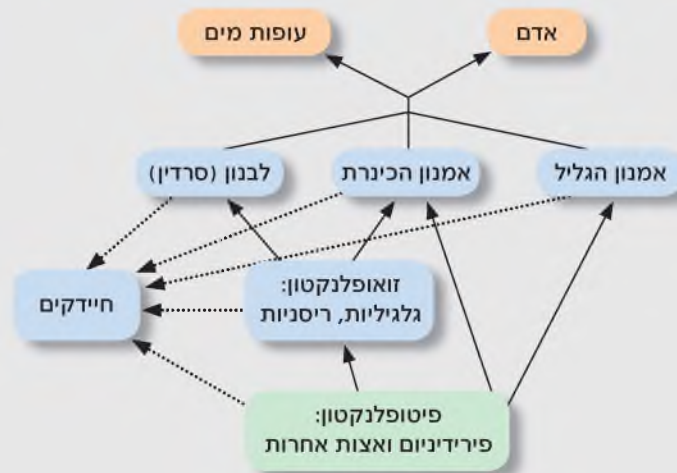 אדם
עופות מים
אמנון הגליל
אמנון הכינרת
לבנון (סרדין)
זואופלנקטון:
גלגיליות, ריסניות
חיידקים
פיטופלנקטון:
פירידיניום ואצות אחרות